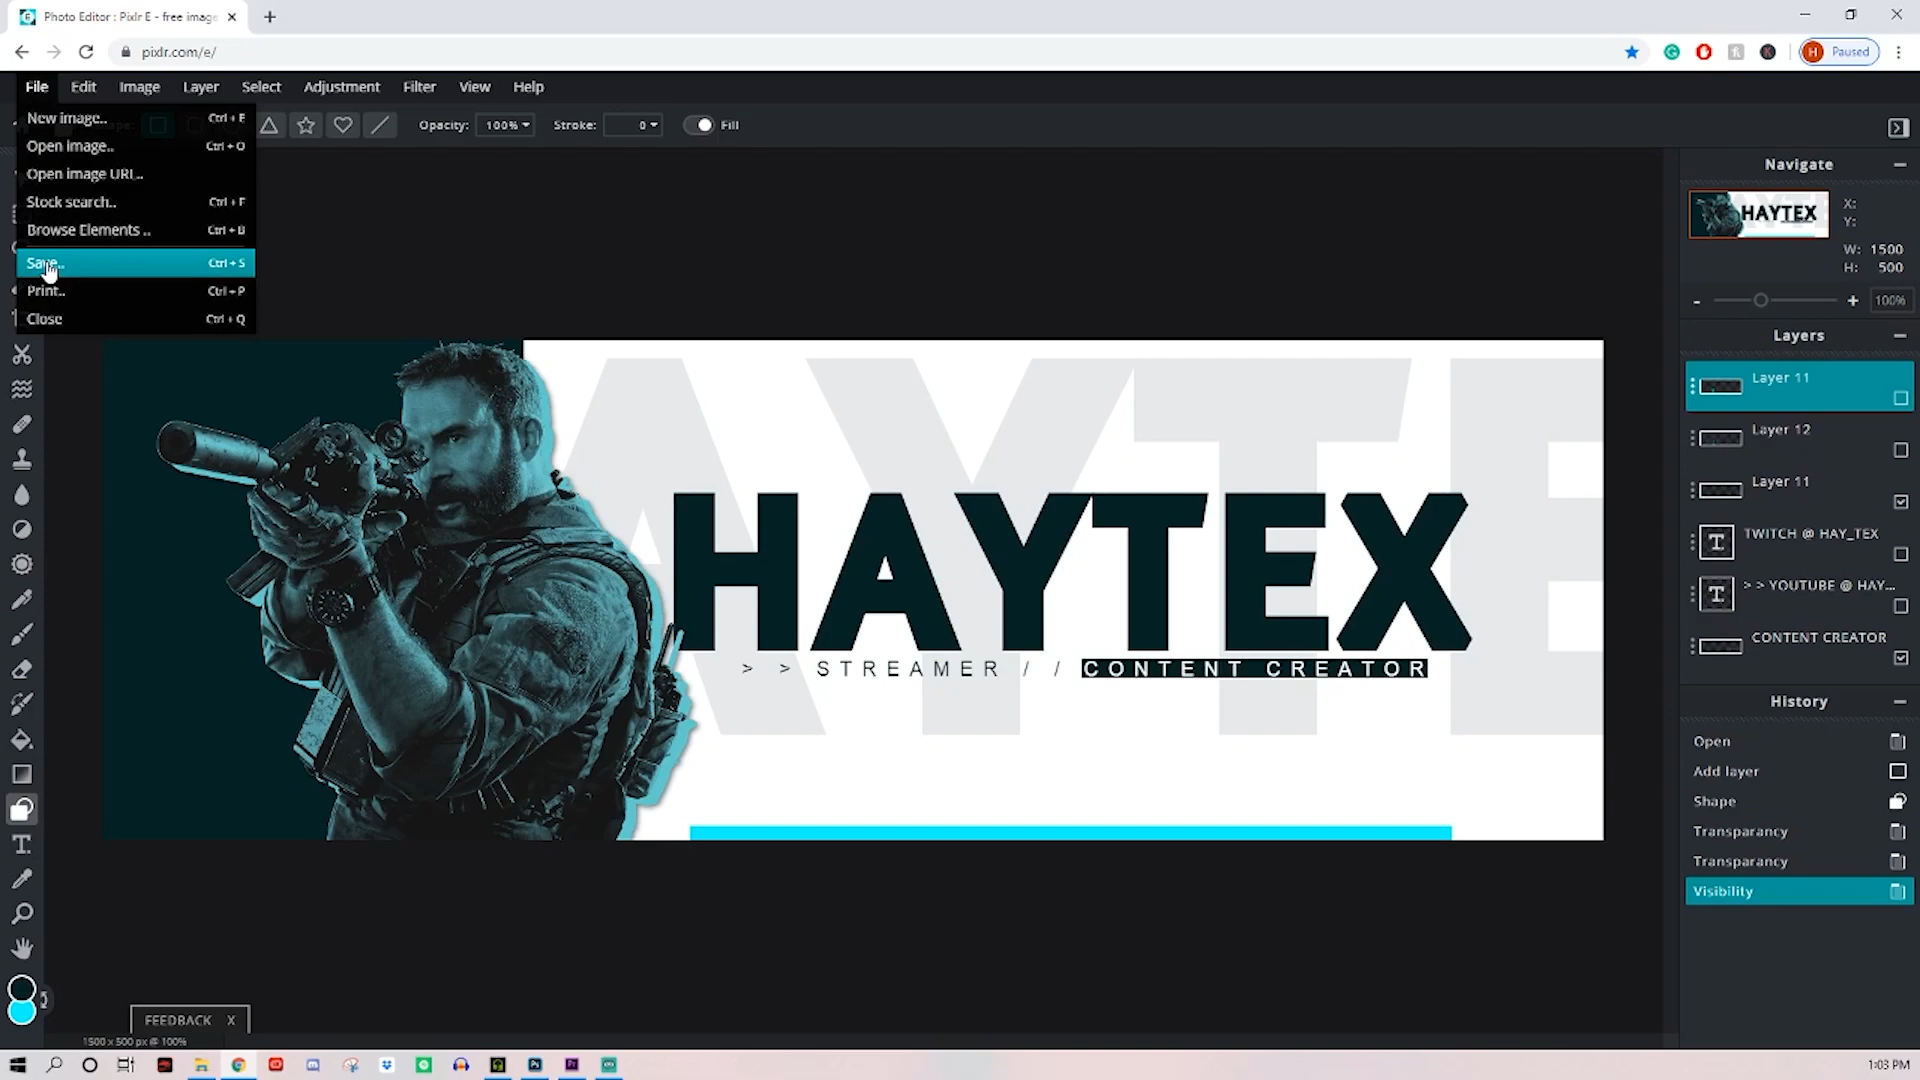 Photo Editor : Pixlr E - free image
pixlr.com/e/
H Paused
File Edit Image Layer Select Adjustment Filter View Help
New image.. Ctrl + E
Open image.. Ctrl + O
Open image URL..
Stock search.. Ctrl + F
Browse Elements .. Ctrl + B
Save.. Ctrl + S
Print.. Ctrl + P
Close Ctrl + Q
Opacity: 100% Stroke: 0 Fill
Navigate
HAYTEX
X:
Y:
W: 1500
H: 500
- + 100%
Layers
Layer 11
Layer 12
Layer 11
TWITCH @ HAY_TEX
> > YOUTUBE @ HAY...
CONTENT CREATOR
History
Open
Add layer
Shape
Transparancy
Transparancy
Visibility
AYTE
HAYTEX
> > STREAMER // CONTENT CREATOR
FEEDBACK X
1500 x 500 px @ 100%
1:03 PM